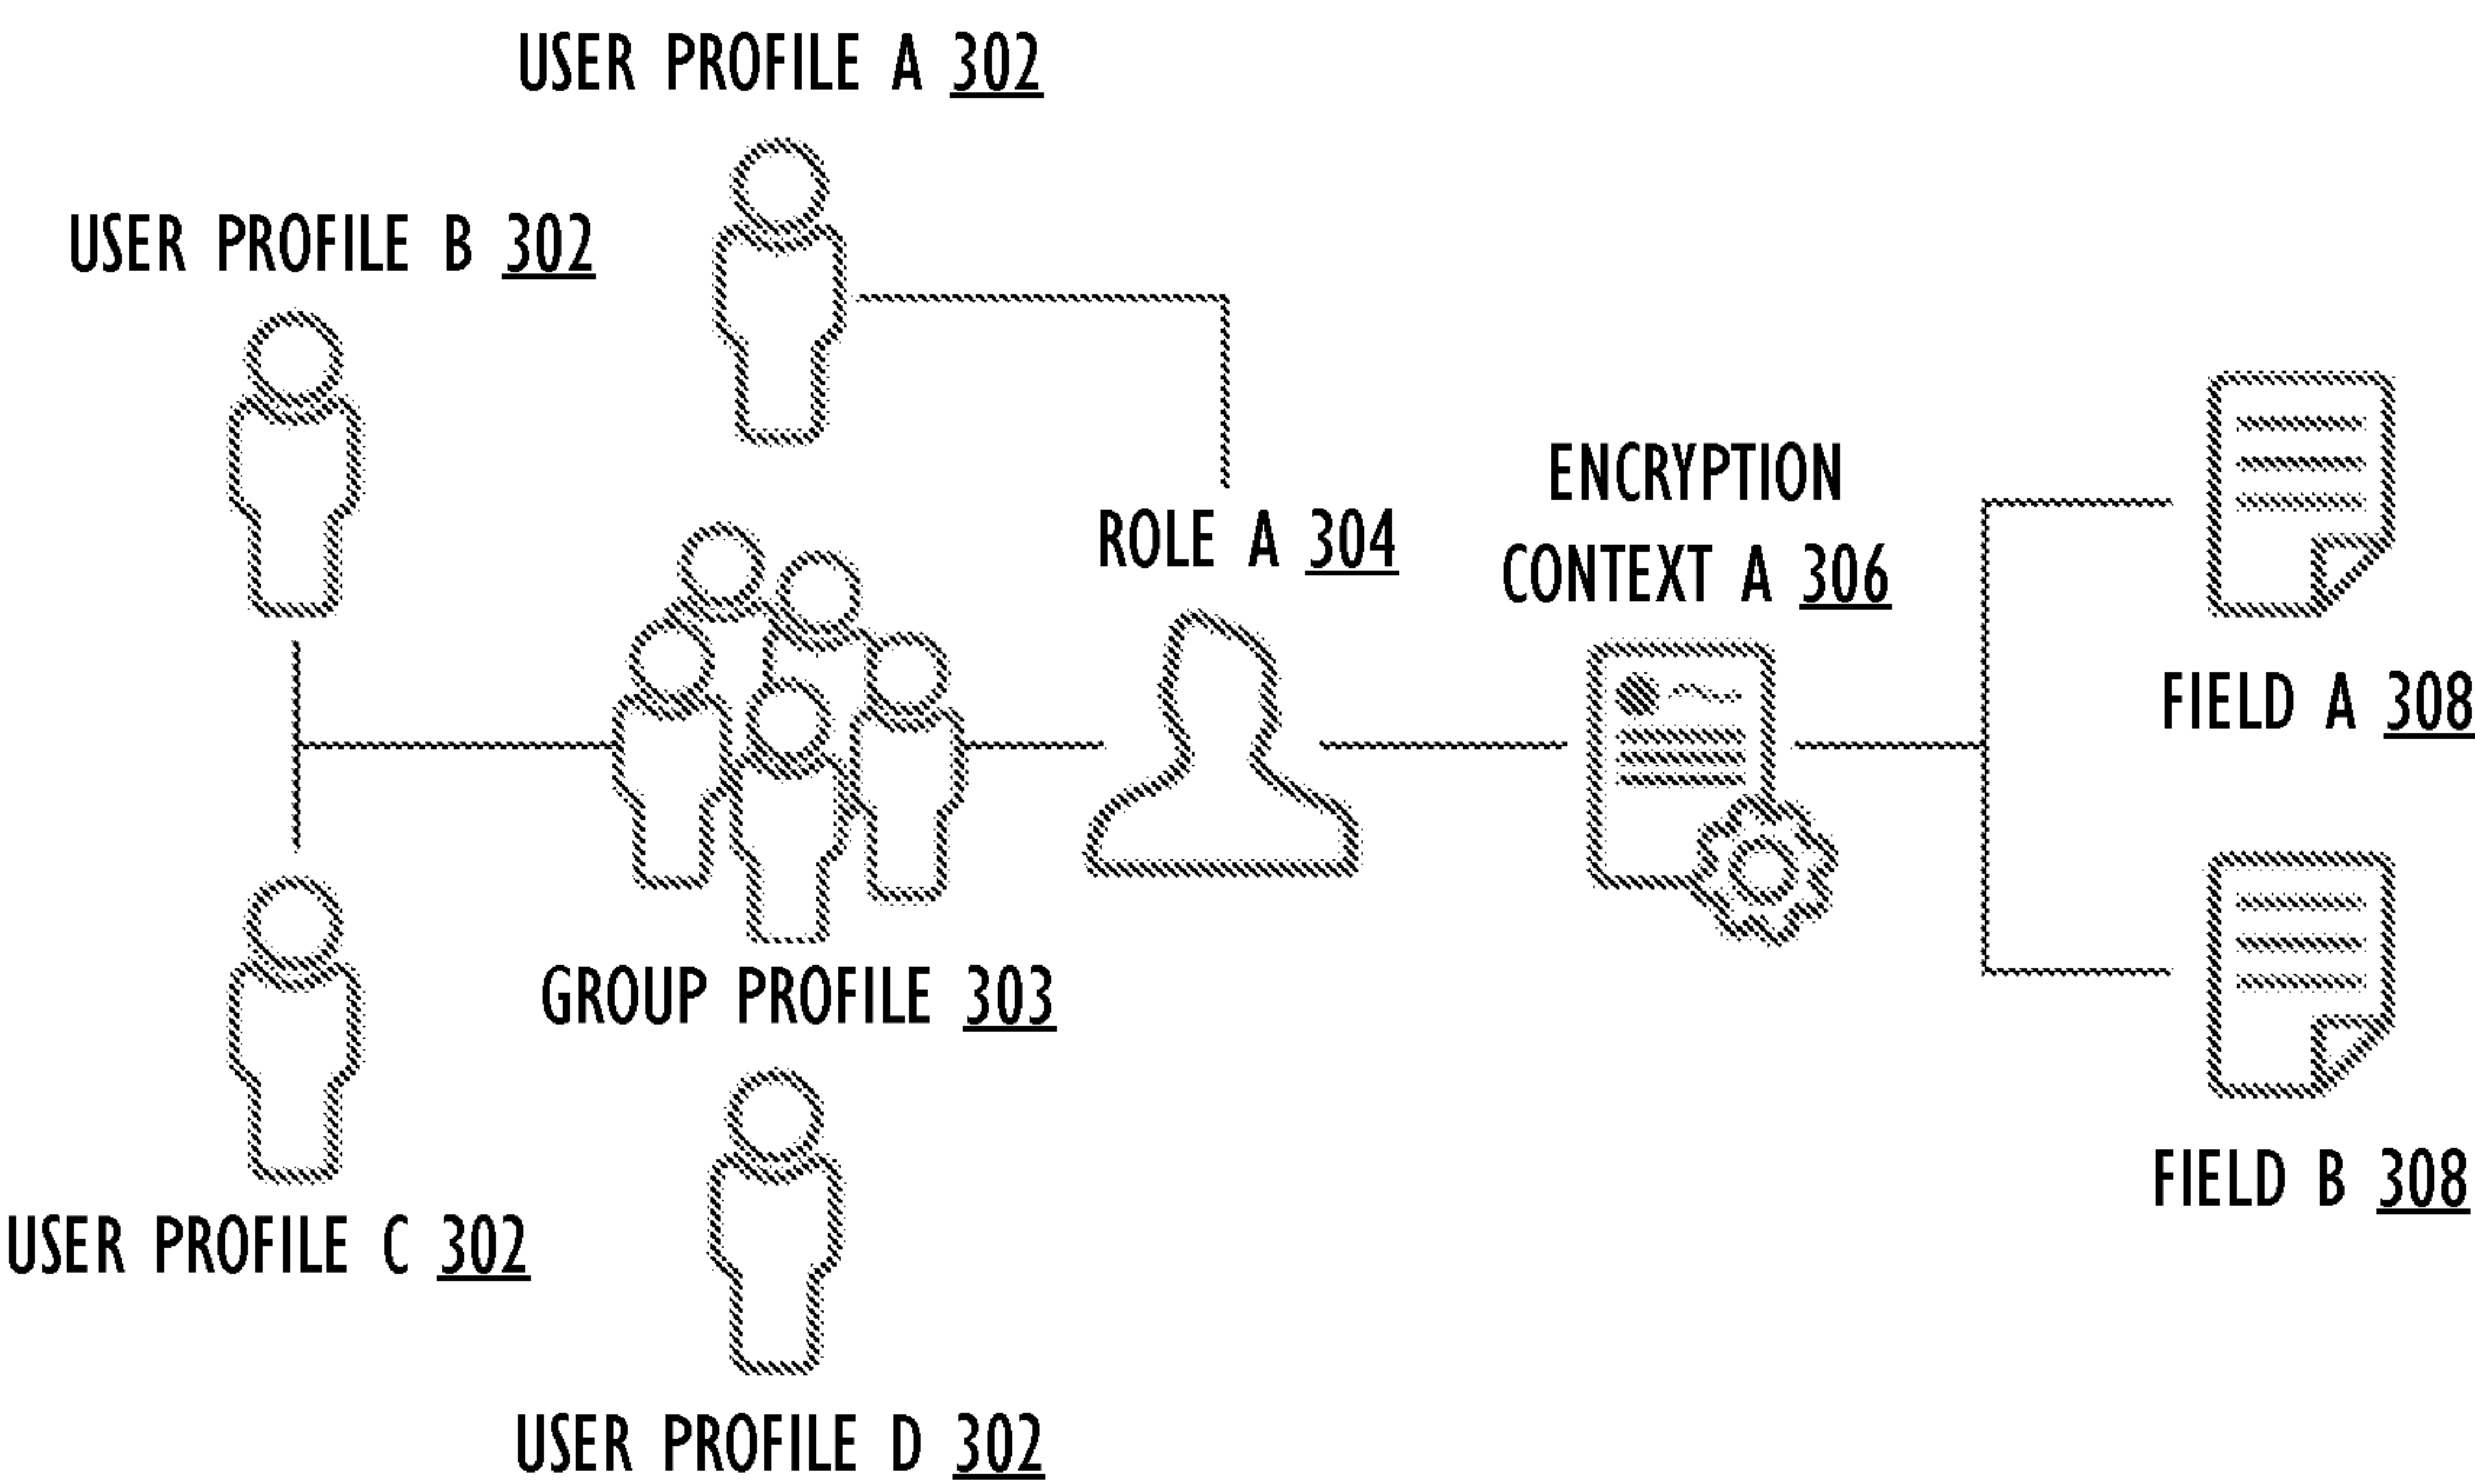 USER PROFILE A 302
USER PROFILE B 302
ROLE A 304
ENCRYPTION
CONTEXT A 306
FIELD A 308
GROUP PROFILE 303
FIELD B 308
USER PROFILE C 302
USER PROFILE D 302